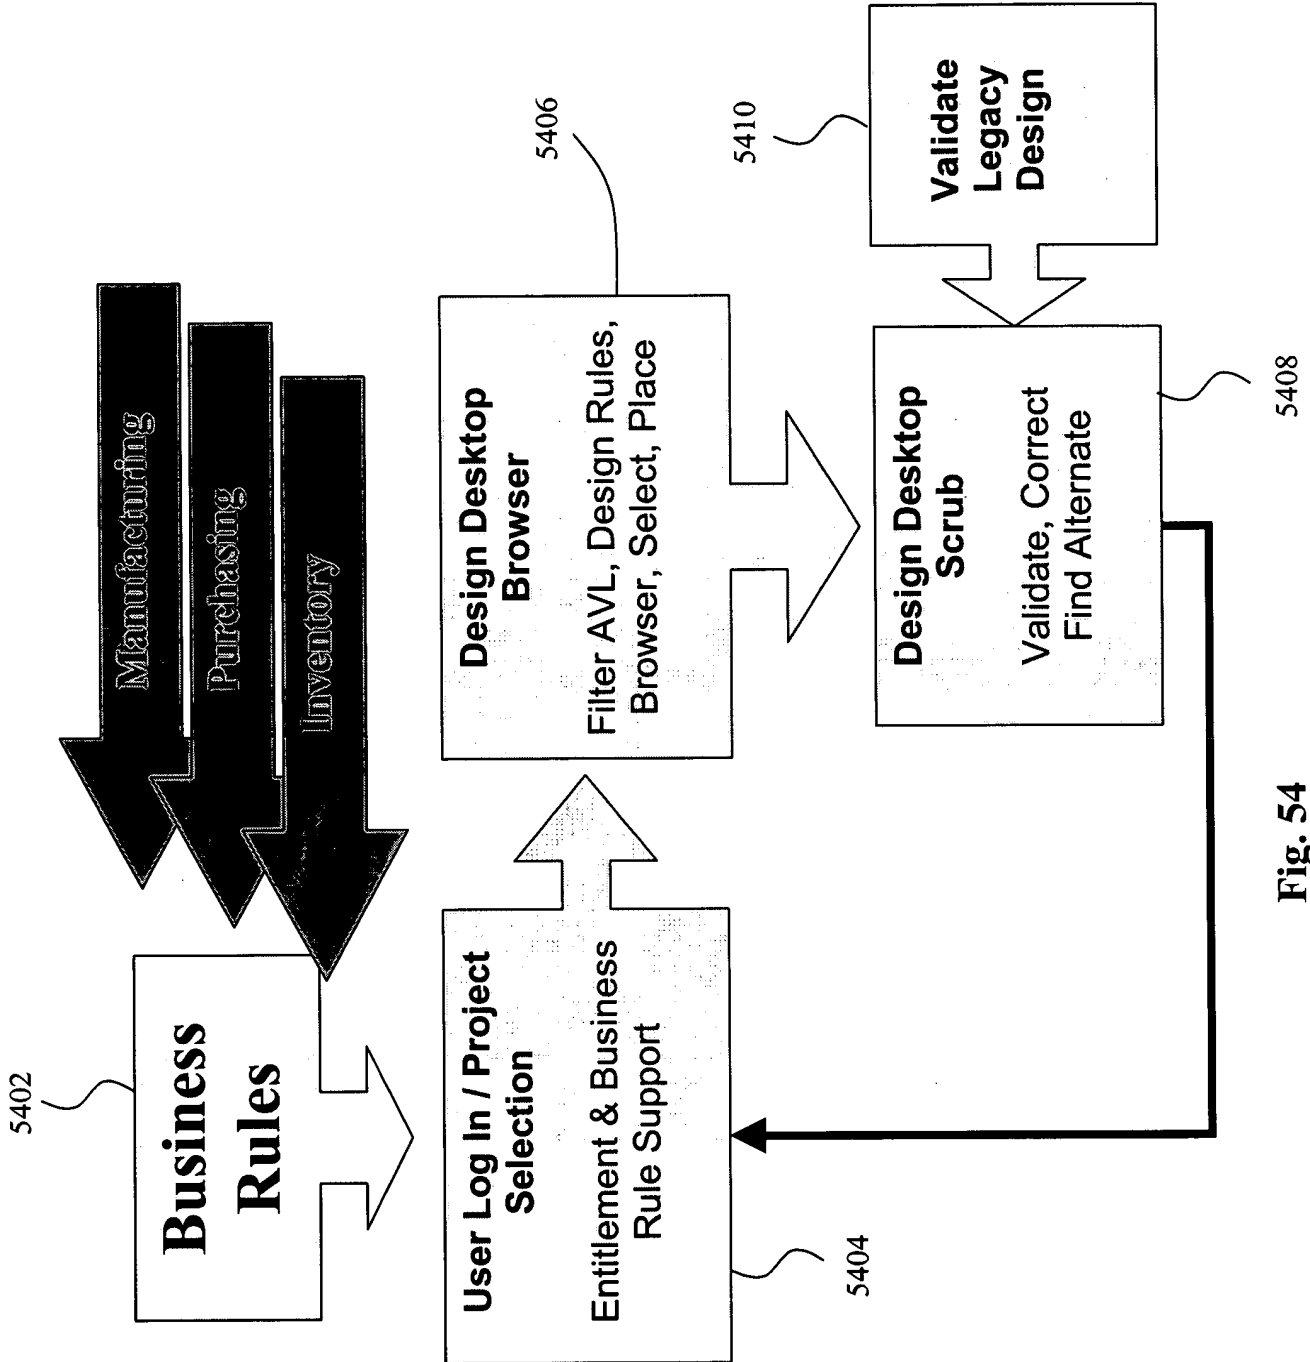 5402
Business
Rules
Manufacturing
Purchasing
Inventory
User Log In / Project
Selection
Entitlement & Business
Rule Support
5404
Design Desktop
Browser
Filter AVL, Design Rules,
Browser, Select, Place
5406
Design Desktop
Scrub
Validate, Correct
Find Alternate
5408
Validate
Legacy
Design
5410
Fig. 54